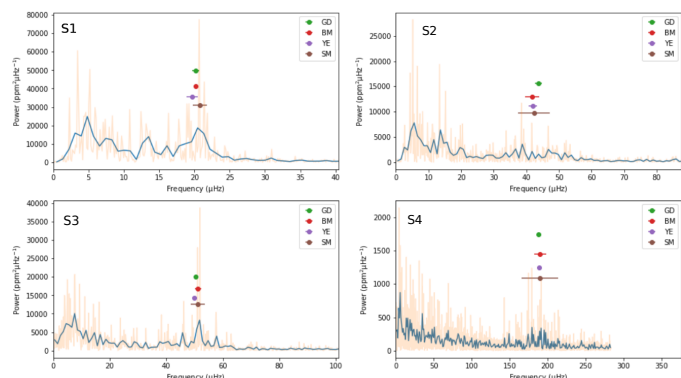 S1
GD
BM
YE
SM
Power (ppm²μHz⁻¹)
80000
70000
60000
50000
40000
30000
20000
10000
0
0 5 10 15 20 25 30 35 40
Frequency (μHz)
S2
GD
BM
YE
SM
Power (ppm²μHz⁻¹)
25000
20000
15000
10000
5000
0
0 10 20 30 40 50 60 70 80
Frequency (μHz)
S3
GD
BM
YE
SM
Power (ppm²μHz⁻¹)
40000
35000
30000
25000
20000
15000
10000
5000
0
0 20 40 60 80 100
Frequency (μHz)
S4
GD
BM
YE
SM
Power (ppm²μHz⁻¹)
2000
1500
1000
500
0
0 50 100 150 200 250 300 350
Frequency (μHz)